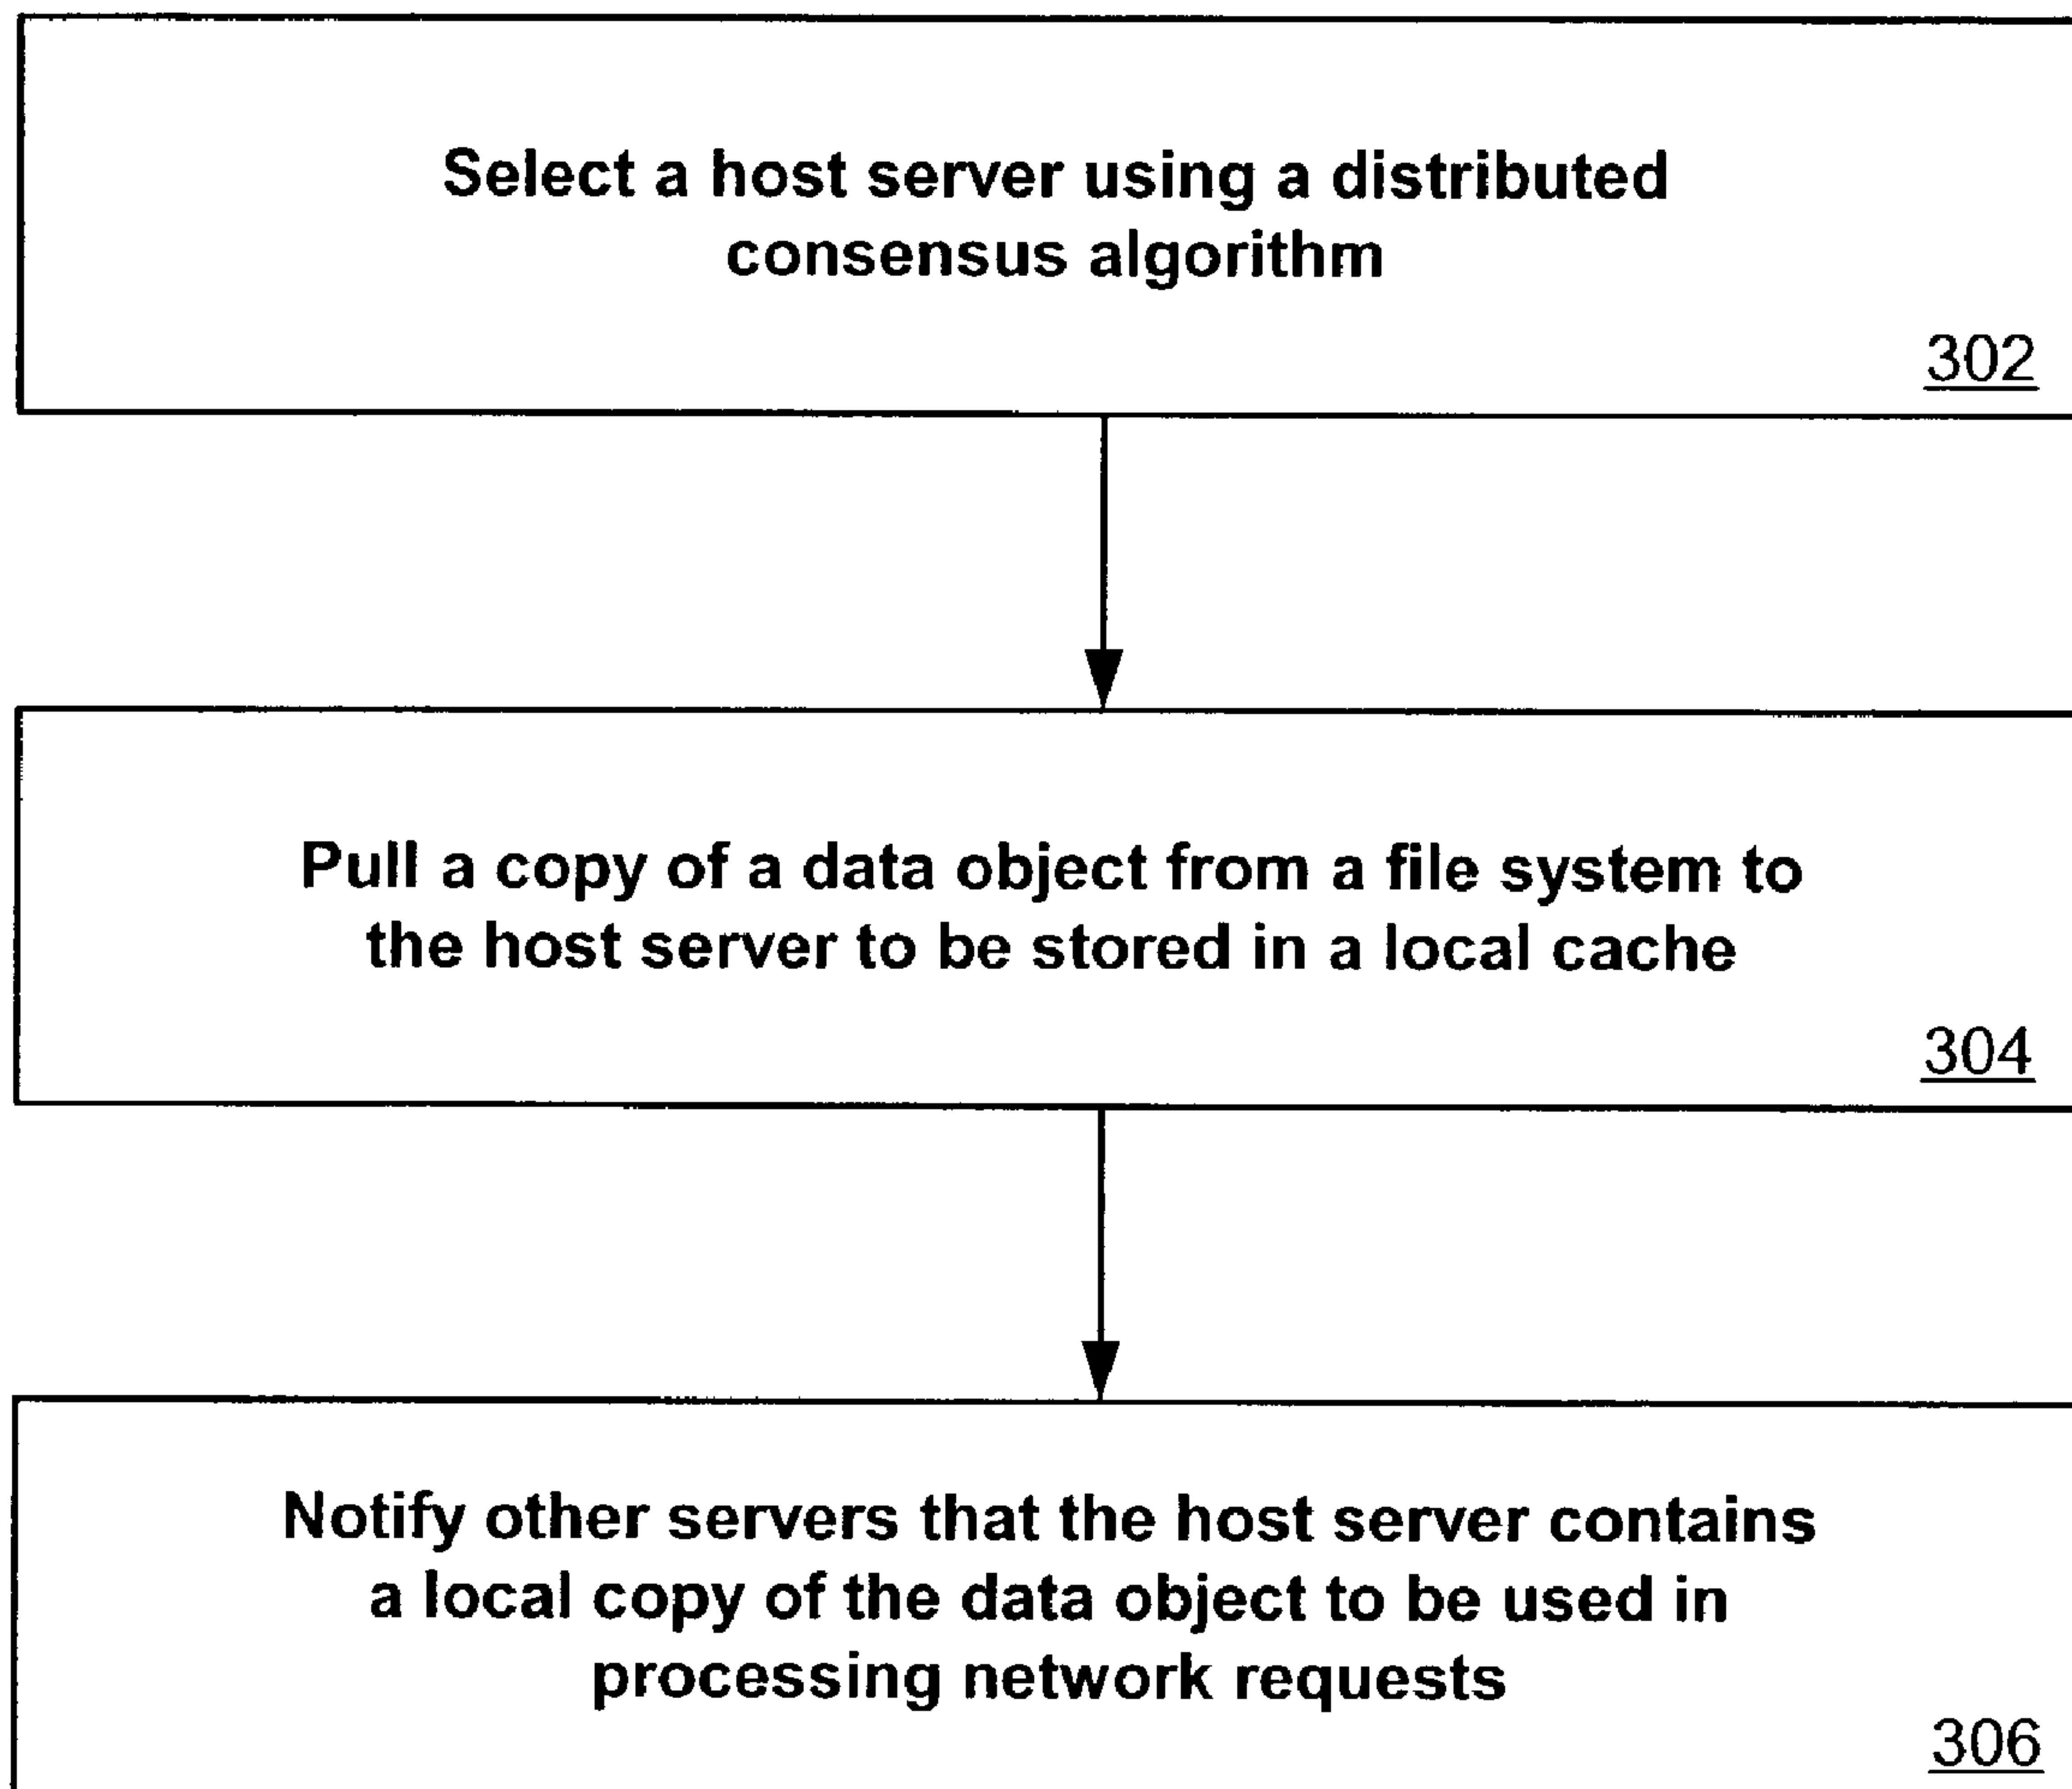 Select a host server using a distributed
consensus algorithm
302
Pull a copy of a data object from a file system to
the host server to be stored in a local cache
304
Notify other servers that the host server contains
a local copy of the data object to be used in
processing network requests
306